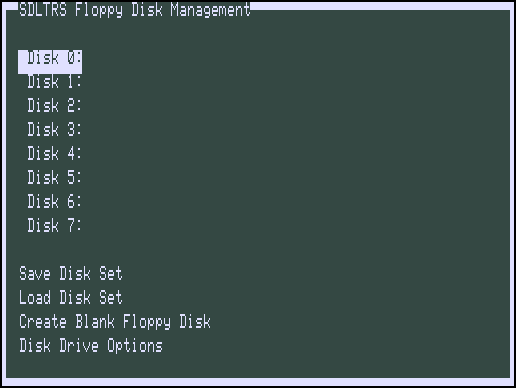 SDLTRS Floppy Disk Management
Disk 0:
Disk 1:
Disk 2:
Disk 3:
Disk 4:
Disk 5:
Disk 6:
Disk 7:
Save Disk Set
Load Disk Set
Create Blank Floppy Disk
Disk Drive Options